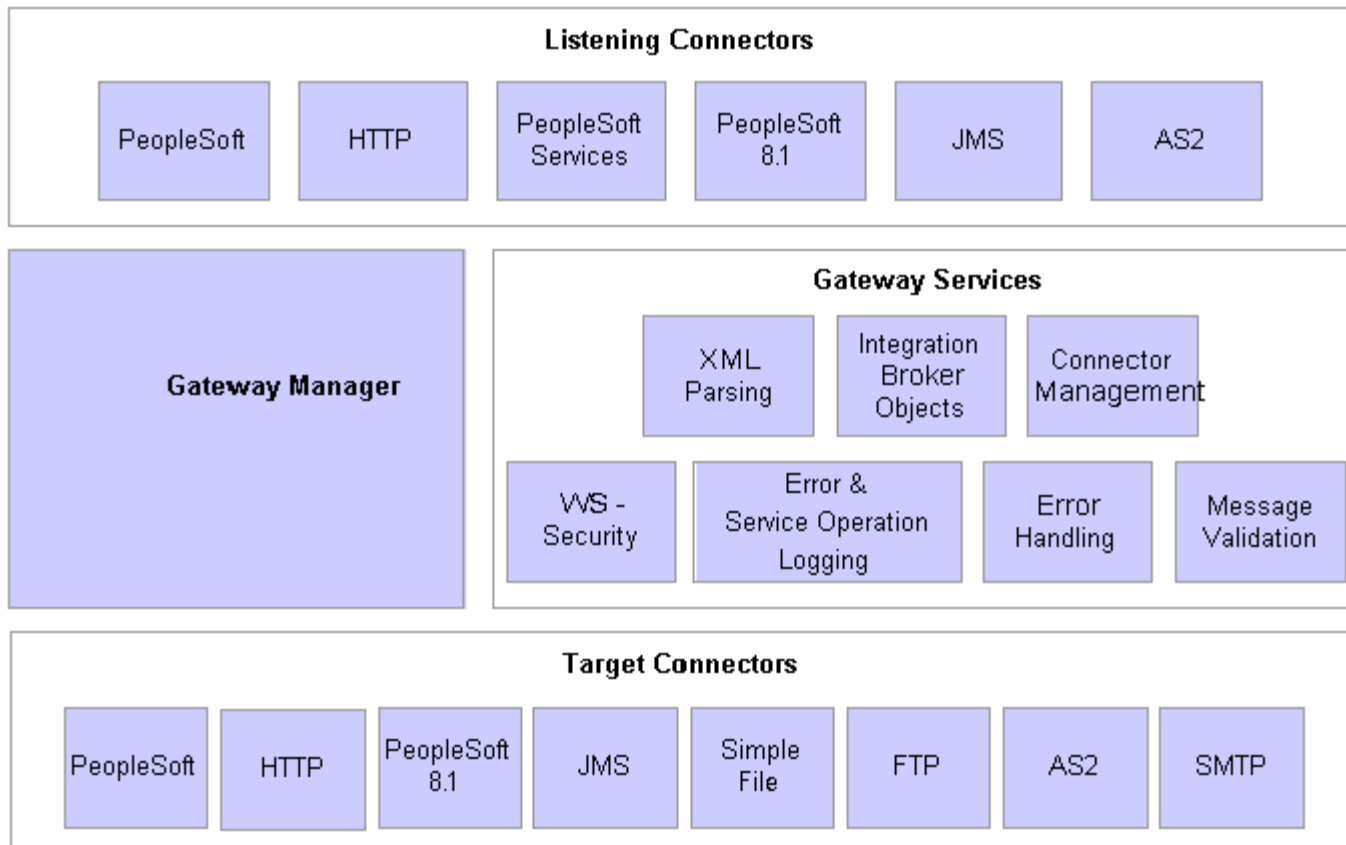 Listening Connectors
PeopleSoft
HTTP
PeopleSoft
Services
PeopleSoft
8.1
JMS
AS2
Gateway Manager
Gateway Services
XML
Parsing
Integration
Broker
Objects
Connector
Management
WS -
Security
Error &
Service Operation
Logging
Error
Handling
Message
Validation
Target Connectors
PeopleSoft
HTTP
PeopleSoft
8.1
JMS
Simple
File
FTP
AS2
SMTP